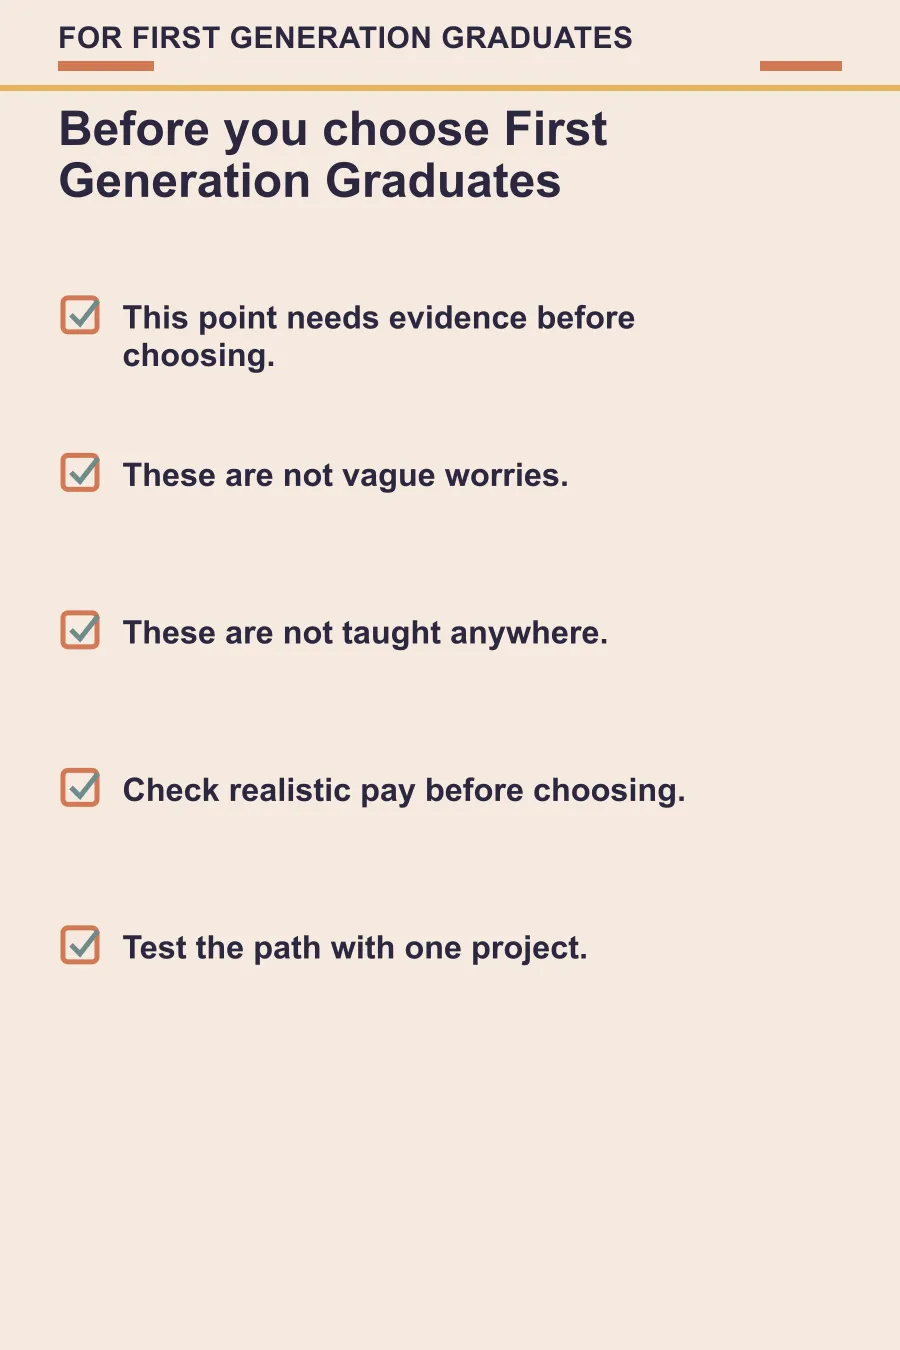 FOR FIRST GENERATION GRADUATES
Before you choose First
Generation Graduates
This point needs evidence before
choosing.
These are not vague worries.
These are not taught anywhere.
Check realistic pay before choosing.
Test the path with one project.